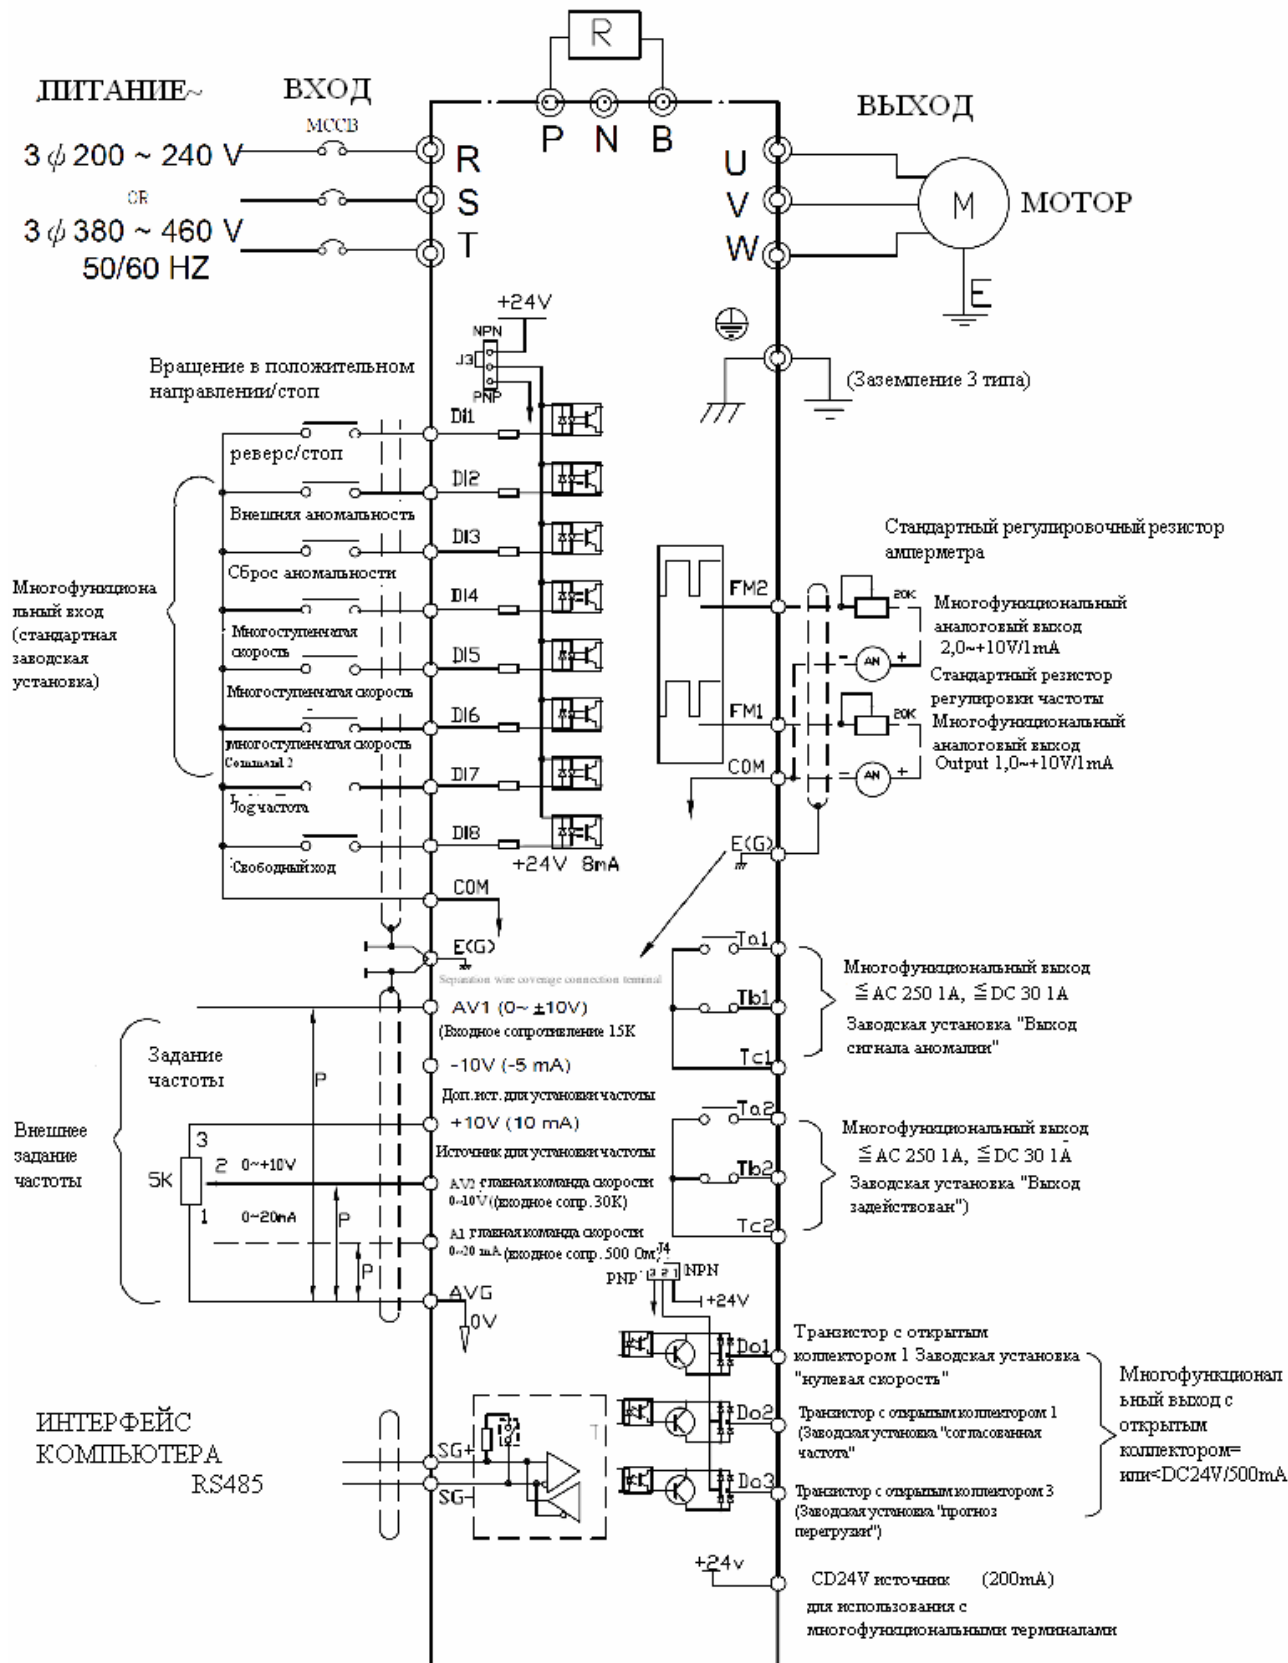 R
ПИТАНИЕ~
ВХОД
MCCB
P N B
ВЫХОД
3 ϕ 200 ~ 240 V
R
U
OR
S
V
M
МОТОР
3 ϕ 380 ~ 460 V
T
W
50/60 HZ
E
+24V
NPN
J3
PNP
(Заземление 3 типа)
Вращение в положительном
направлении/стоп
DI1
реверс/стоп
DI2
Внешняя аномальность
DI3
Сброс аномальности
DI4
Многоступенчатая
скорость
DI5
Многоступенчатая скорость
DI6
многоступенчатая скорость
Command 2
DI7
Jog частота
DI8
+24V 8mA
Свободный ход
COM
E(G)
Многофункциона
льный вход
(стандартная
заводская
установка)
Стандартный регулировочный резистор
амперметра
FM2
20K
Многофункциональный
аналоговый выход
2,0~+10V/1mA
- AN +
Стандартный резистор
регулировки частоты
FM1
20K
Многофункциональный
аналоговый выход
Output 1,0~+10V/1mA
COM
- AN +
E(G)
Separation wire coverage connection terminal
AV1 (0~ ±10V)
(Входное сопротивление 15K
-10V (-5 mA)
Доп. ист. для установки частоты
+10V (10 mA)
Источник для установки частоты
AV2 главная команда скорости
0~10V((входное сопр. 30K)
A1 главная команда скорости
0~20 mA (входное сопр. 500 Ом)
AVG
0V
Задание
частоты
Внешнее
задание
частоты
3
5K
2
0~+10V
1
0~20mA
P
P
P
Ta1
Tb1
Tc1
Многофункциональный выход
≦AC 250 1A, ≦DC 30 1A
Заводская установка "Выход
сигнала аномалии"
Ta2
Tb2
Tc2
Многофункциональный выход
≦AC 250 1A, ≦DC 30 1A
Заводская установка "Выход
задействован")
J4
PNP
3 2 1
NPN
+24V
Do1
Транзистор с открытым
коллектором 1 Заводская установка
"нулевая скорость"
Do2
Транзистор с открытым коллектором 1
(Заводская установка "согласованная
частота"
Do3
Транзистор с открытым коллектором 3
(Заводская установка "прогноз
перегрузки")
Многофункционал
ьный выход с
открытым
коллектором=
или<DC24V/500mA
ИНТЕРФЕЙС
КОМПЬЮТЕРА
RS485
SG+
SG-
T
+24v
CD24V источник (200mA)
для использования с
многофункциональными терминалами